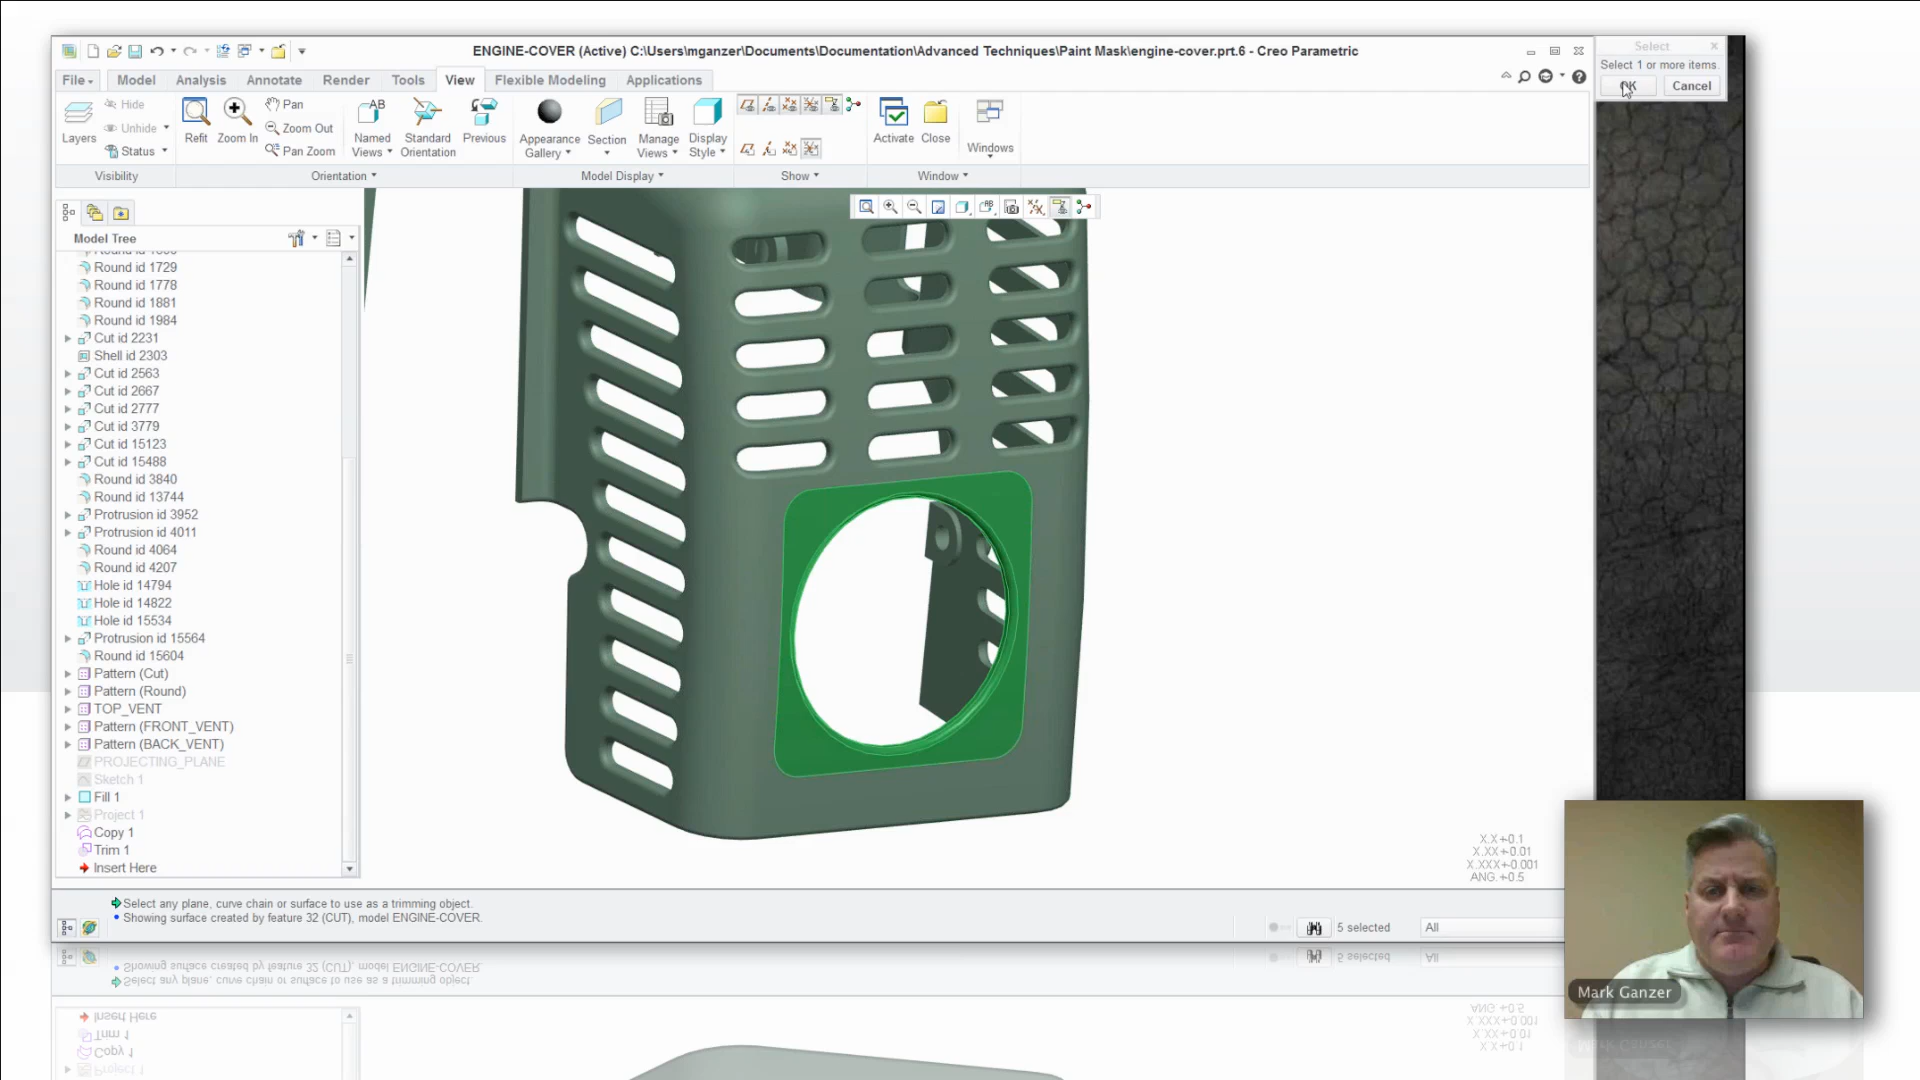 ENGINE-COVER (Active) C:\Users\mganzer\Documents\Documentation\Advanced Techniques\Paint Mask\engine-cover.prt.6 - Creo Parametric
Select
Select 1 or more items.
OK
Cancel
File
Model
Analysis
Annotate
Render
Tools
View
Flexible Modeling
Applications
Hide
Unhide
Status
Layers
Refit
Zoom In
Pan
Zoom Out
Pan Zoom
Named
Views
Standard
Orientation
Previous
Appearance
Gallery
Section
Manage
Views
Display
Style
Activate
Close
Windows
Visibility
Orientation
Model Display
Show
Window
Model Tree
Round id 1729
Round id 1778
Round id 1881
Round id 1984
Cut id 2231
Shell id 2303
Cut id 2563
Cut id 2667
Cut id 2777
Cut id 3779
Cut id 15123
Cut id 15488
Round id 3840
Round id 13744
Protrusion id 3952
Protrusion id 4011
Round id 4064
Round id 4207
Hole id 14794
Hole id 14822
Hole id 15534
Protrusion id 15564
Round id 15604
Pattern (Cut)
Pattern (Round)
TOP_VENT
Pattern (FRONT_VENT)
Pattern (BACK_VENT)
PROJECTING_PLANE
Sketch 1
Fill 1
Project 1
Copy 1
Trim 1
Insert Here
X.X +-0.1
X.XX +-0.01
X.XXX+-0.001
ANG.+-0.5
Select any plane, curve chain or surface to use as a trimming object.
Showing surface created by feature 32 (CUT), model ENGINE-COVER.
5 selected
All
Mark Ganzer